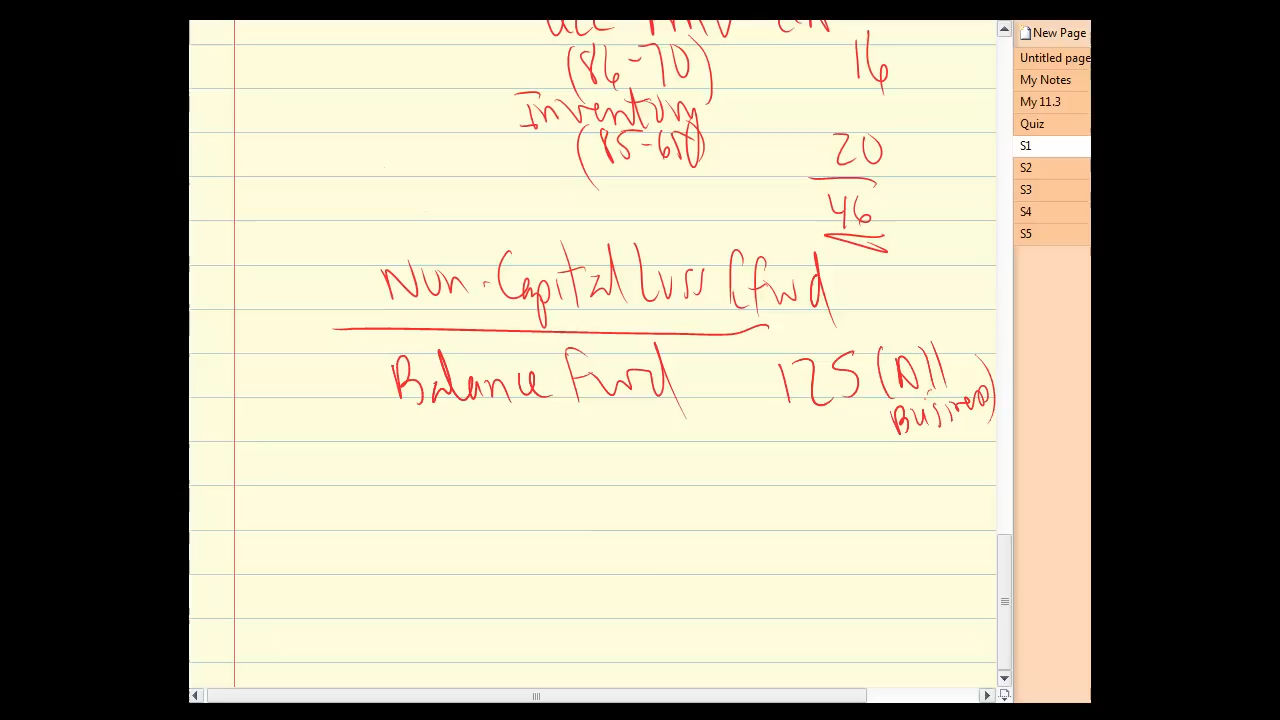 (86-70) 16
Inventory
(85-65)
20
46
Non-Capital Loss Cfwd
Balance Fwd 125 (All
Business)
New Page
Untitled page
My Notes
My 11.3
Quiz
S1
S2
S3
S4
S5